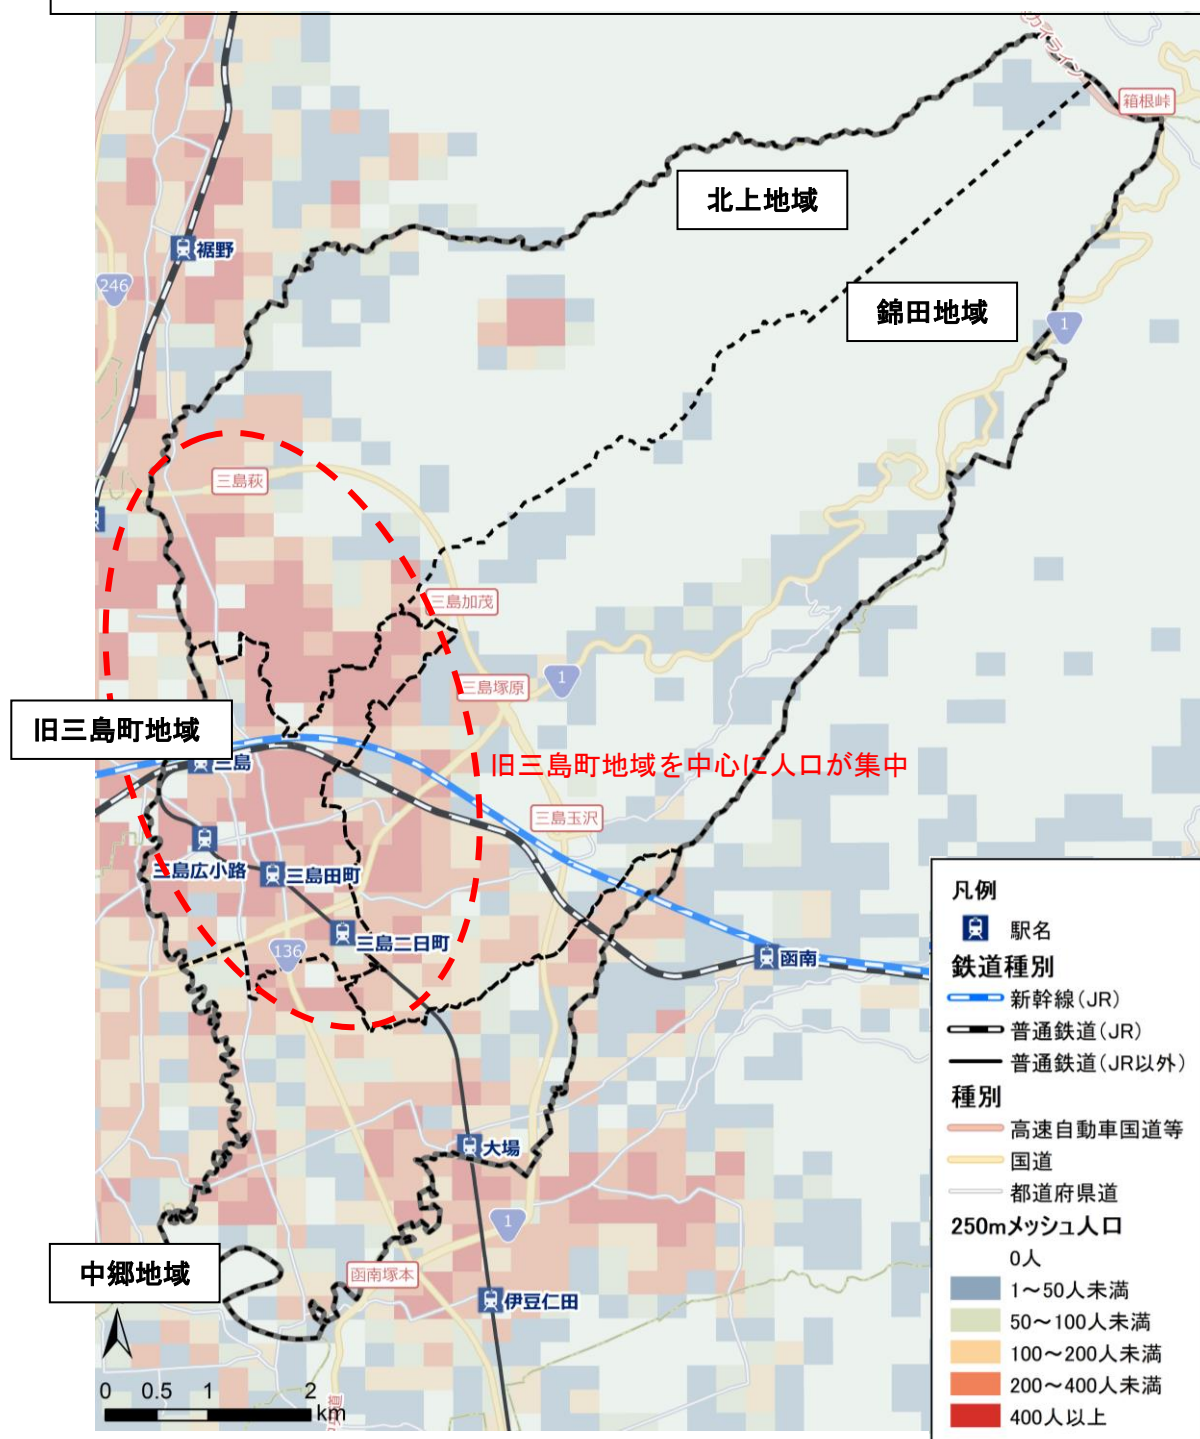 カイライン
箱根峠
北上地域
裾野
246
錦田地域
1
三島萩
三島加茂
三島塚原
1
旧三島町地域
三島
旧三島町地域を中心に人口が集中
三島玉沢
三島広小路
三島田町
三島二日町
136
函南
大場
1
中郷地域
函南塚本
伊豆仁田
0 0.5 1 2
km
凡例
駅名
鉄道種別
新幹線(JR)
普通鉄道(JR)
普通鉄道(JR以外)
種別
高速自動車国道等
国道
都道府県道
250mメッシュ人口
0人
1～50人未満
50～100人未満
100～200人未満
200～400人未満
400人以上